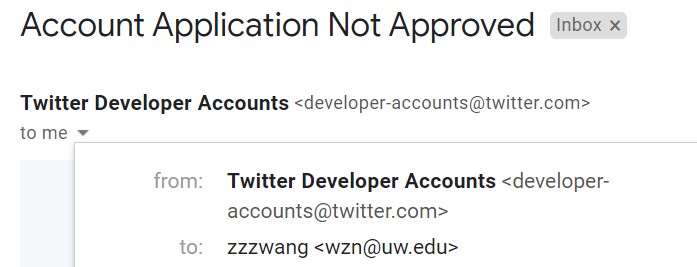 Account Application Not Approved Inbox ×
Twitter Developer Accounts <developer-accounts@twitter.com>
to me
from: Twitter Developer Accounts <developer-
accounts@twitter.com>
to: zzzwang <wzn@uw.edu>